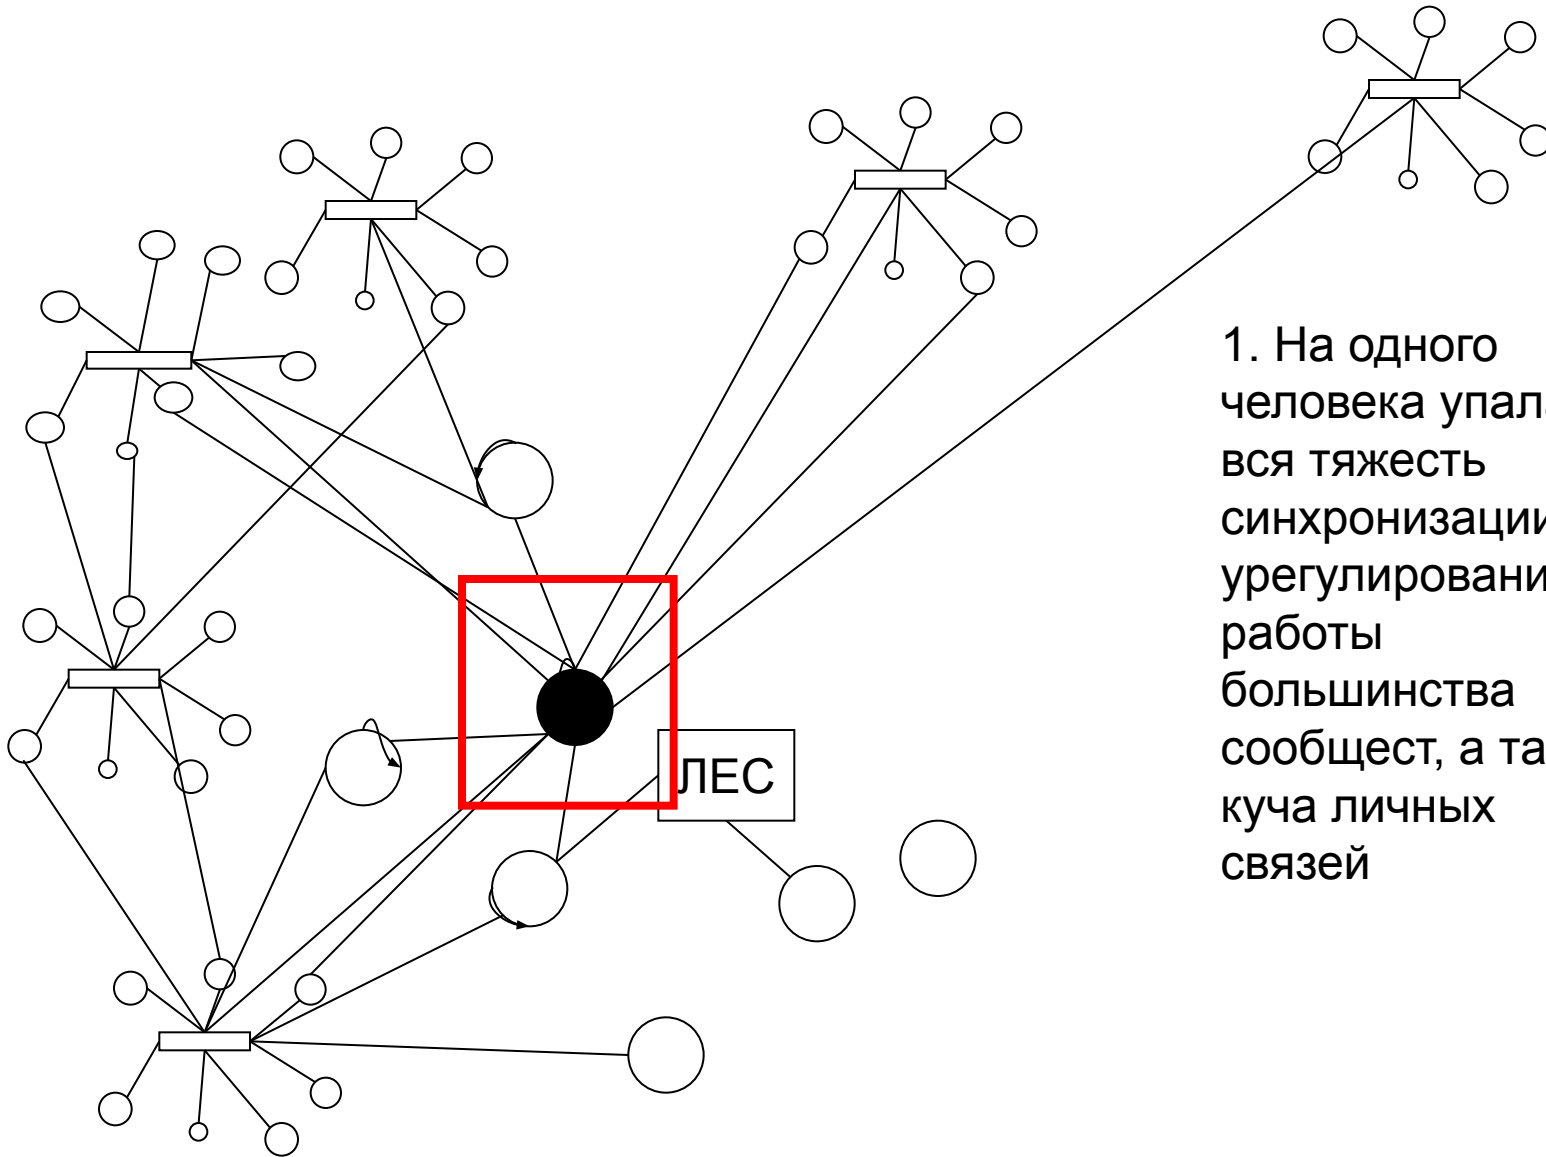 1. На одного
человека упал
вся тяжесть
синхронизации
урегулировани
работы
большинства
сообщест, а та
куча личных
связей
ЛЕС